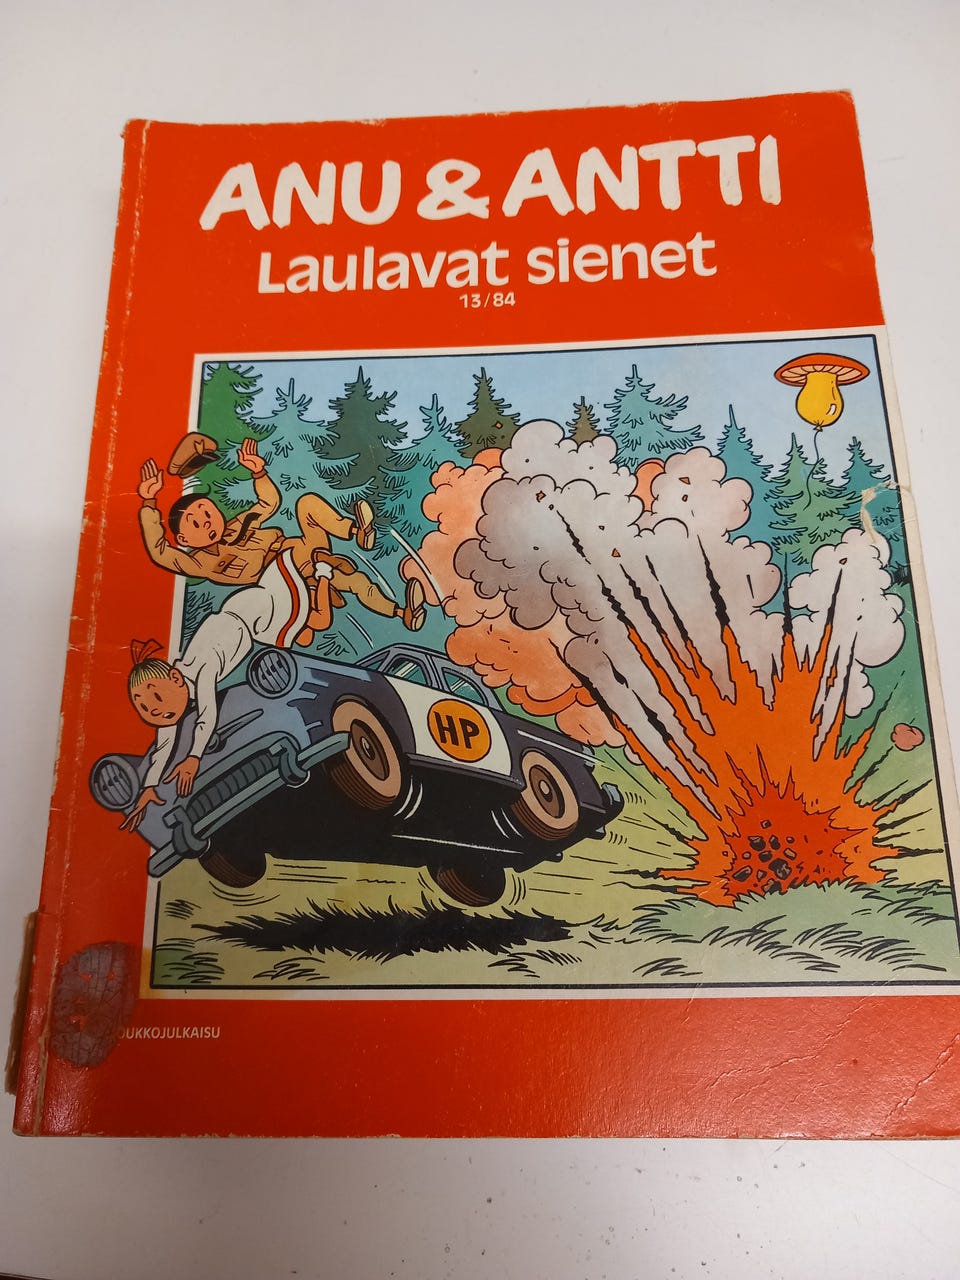 ANU & ANTTI
Laulavat sienet
13/84
HP